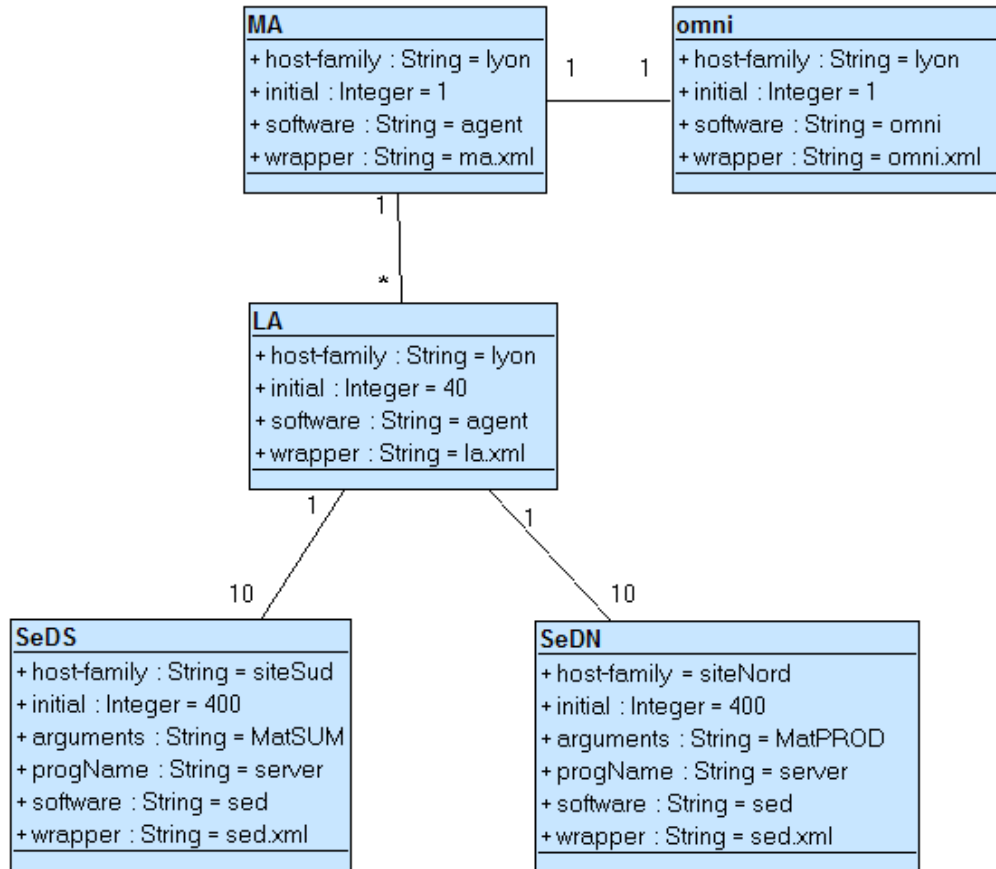 MA
+ host-family : String = lyon
+ initial : Integer = 1
+ software : String = agent
+ wrapper : String = ma.xml
1
1
omni
+ host-family : String = lyon
+ initial : Integer = 1
+ software : String = omni
+ wrapper : String = omni.xml
1
*
LA
+ host-family : String = lyon
+ initial : Integer = 40
+ software : String = agent
+ wrapper : String = la.xml
1
1
10
10
SeDS
+ host-family : String = siteSud
+ initial : Integer = 400
+ arguments : String = MatSUM
+ progName : String = server
+ software : String = sed
+ wrapper : String = sed.xml
SeDN
+ host-family = siteNord
+ initial : Integer = 400
+ arguments : String = MatPROD
+ progName : String = server
+ software : String = sed
+ wrapper : String = sed.xml